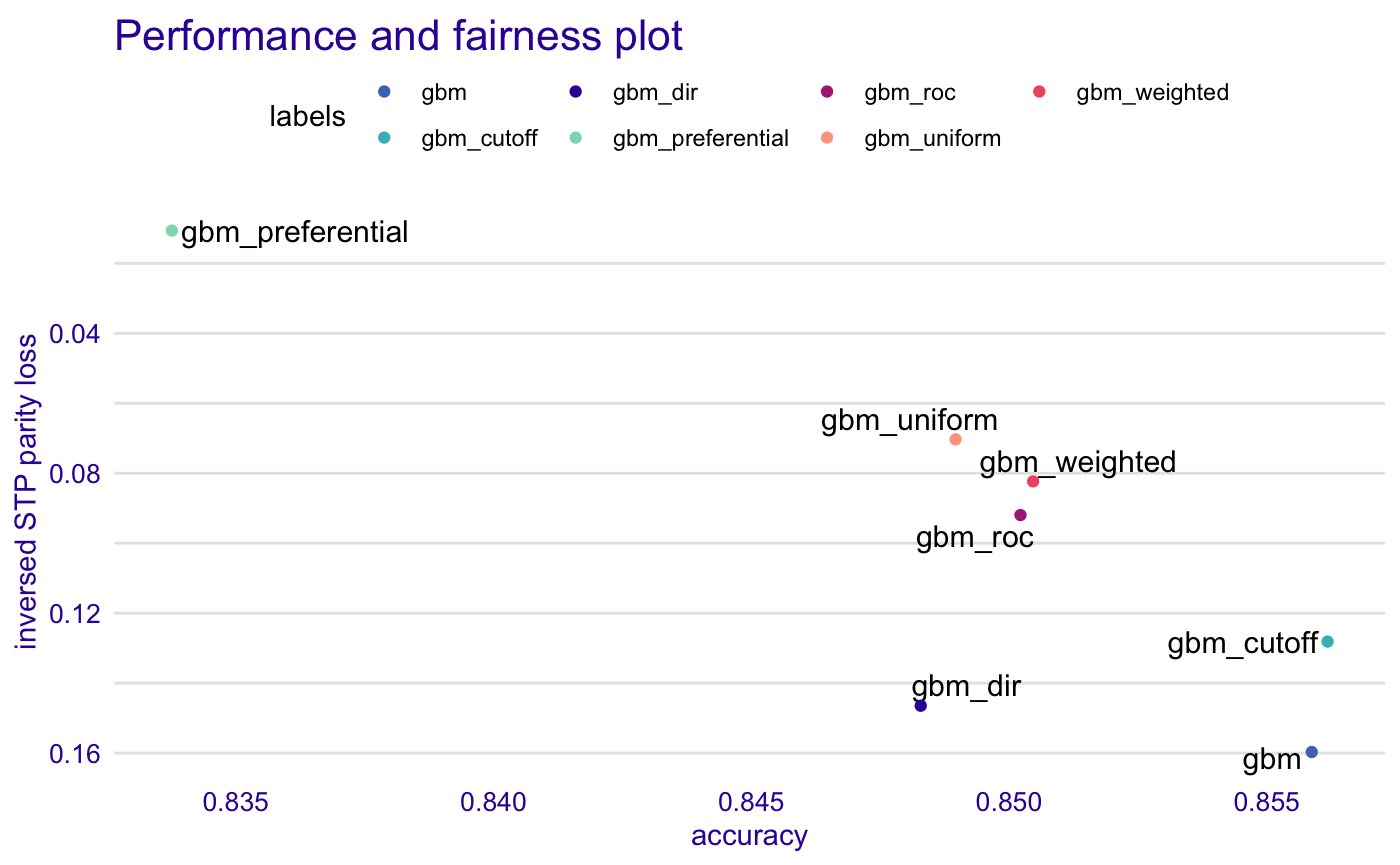 Performance and fairness plot
labels
gbm
gbm_dir
gbm_roc
gbm_weighted
gbm_cutoff
gbm_preferential
gbm_uniform
gbm_preferential
0.04
gbm_uniform
gbm_weighted
0.08
gbm_roc
0.12
gbm_cutoff
gbm_dir
0.16
gbm
inversed STP parity loss
0.835 0.840 0.845 0.850 0.855
accuracy